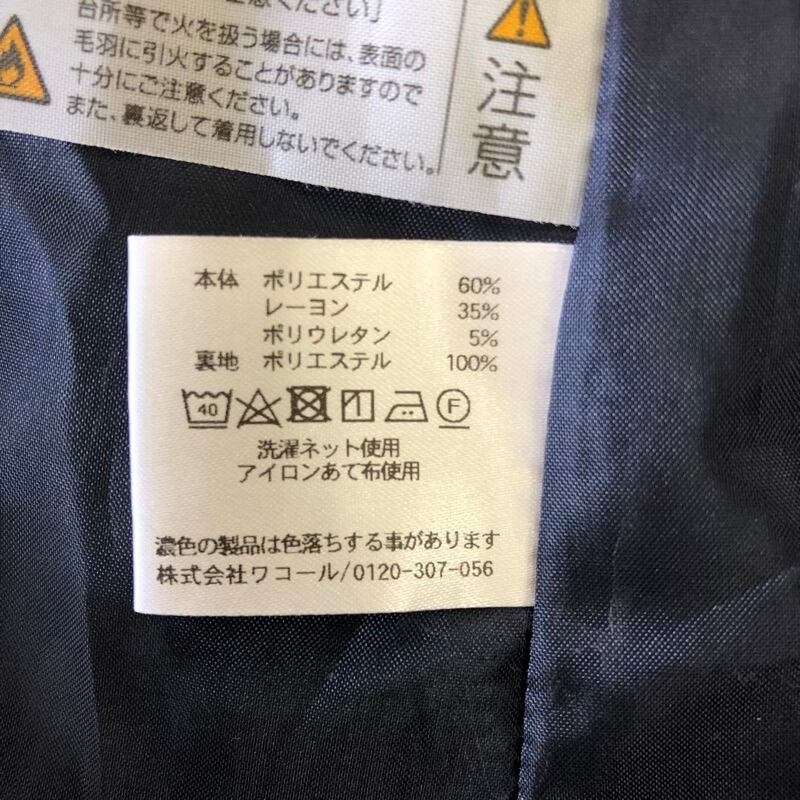 ください」
台所等で火を扱う場合には、表面の
毛羽に引火することがありますので
十分にご注意ください。
また、裏返して着用しないでください。
注意
本体 ポリエステル 60%
レーヨン 35%
ポリウレタン 5%
裏地 ポリエステル 100%
40 F
洗濯ネット使用
アイロンあて布使用
濃色の製品は色落ちする事があります
株式会社ワコール/0120-307-056